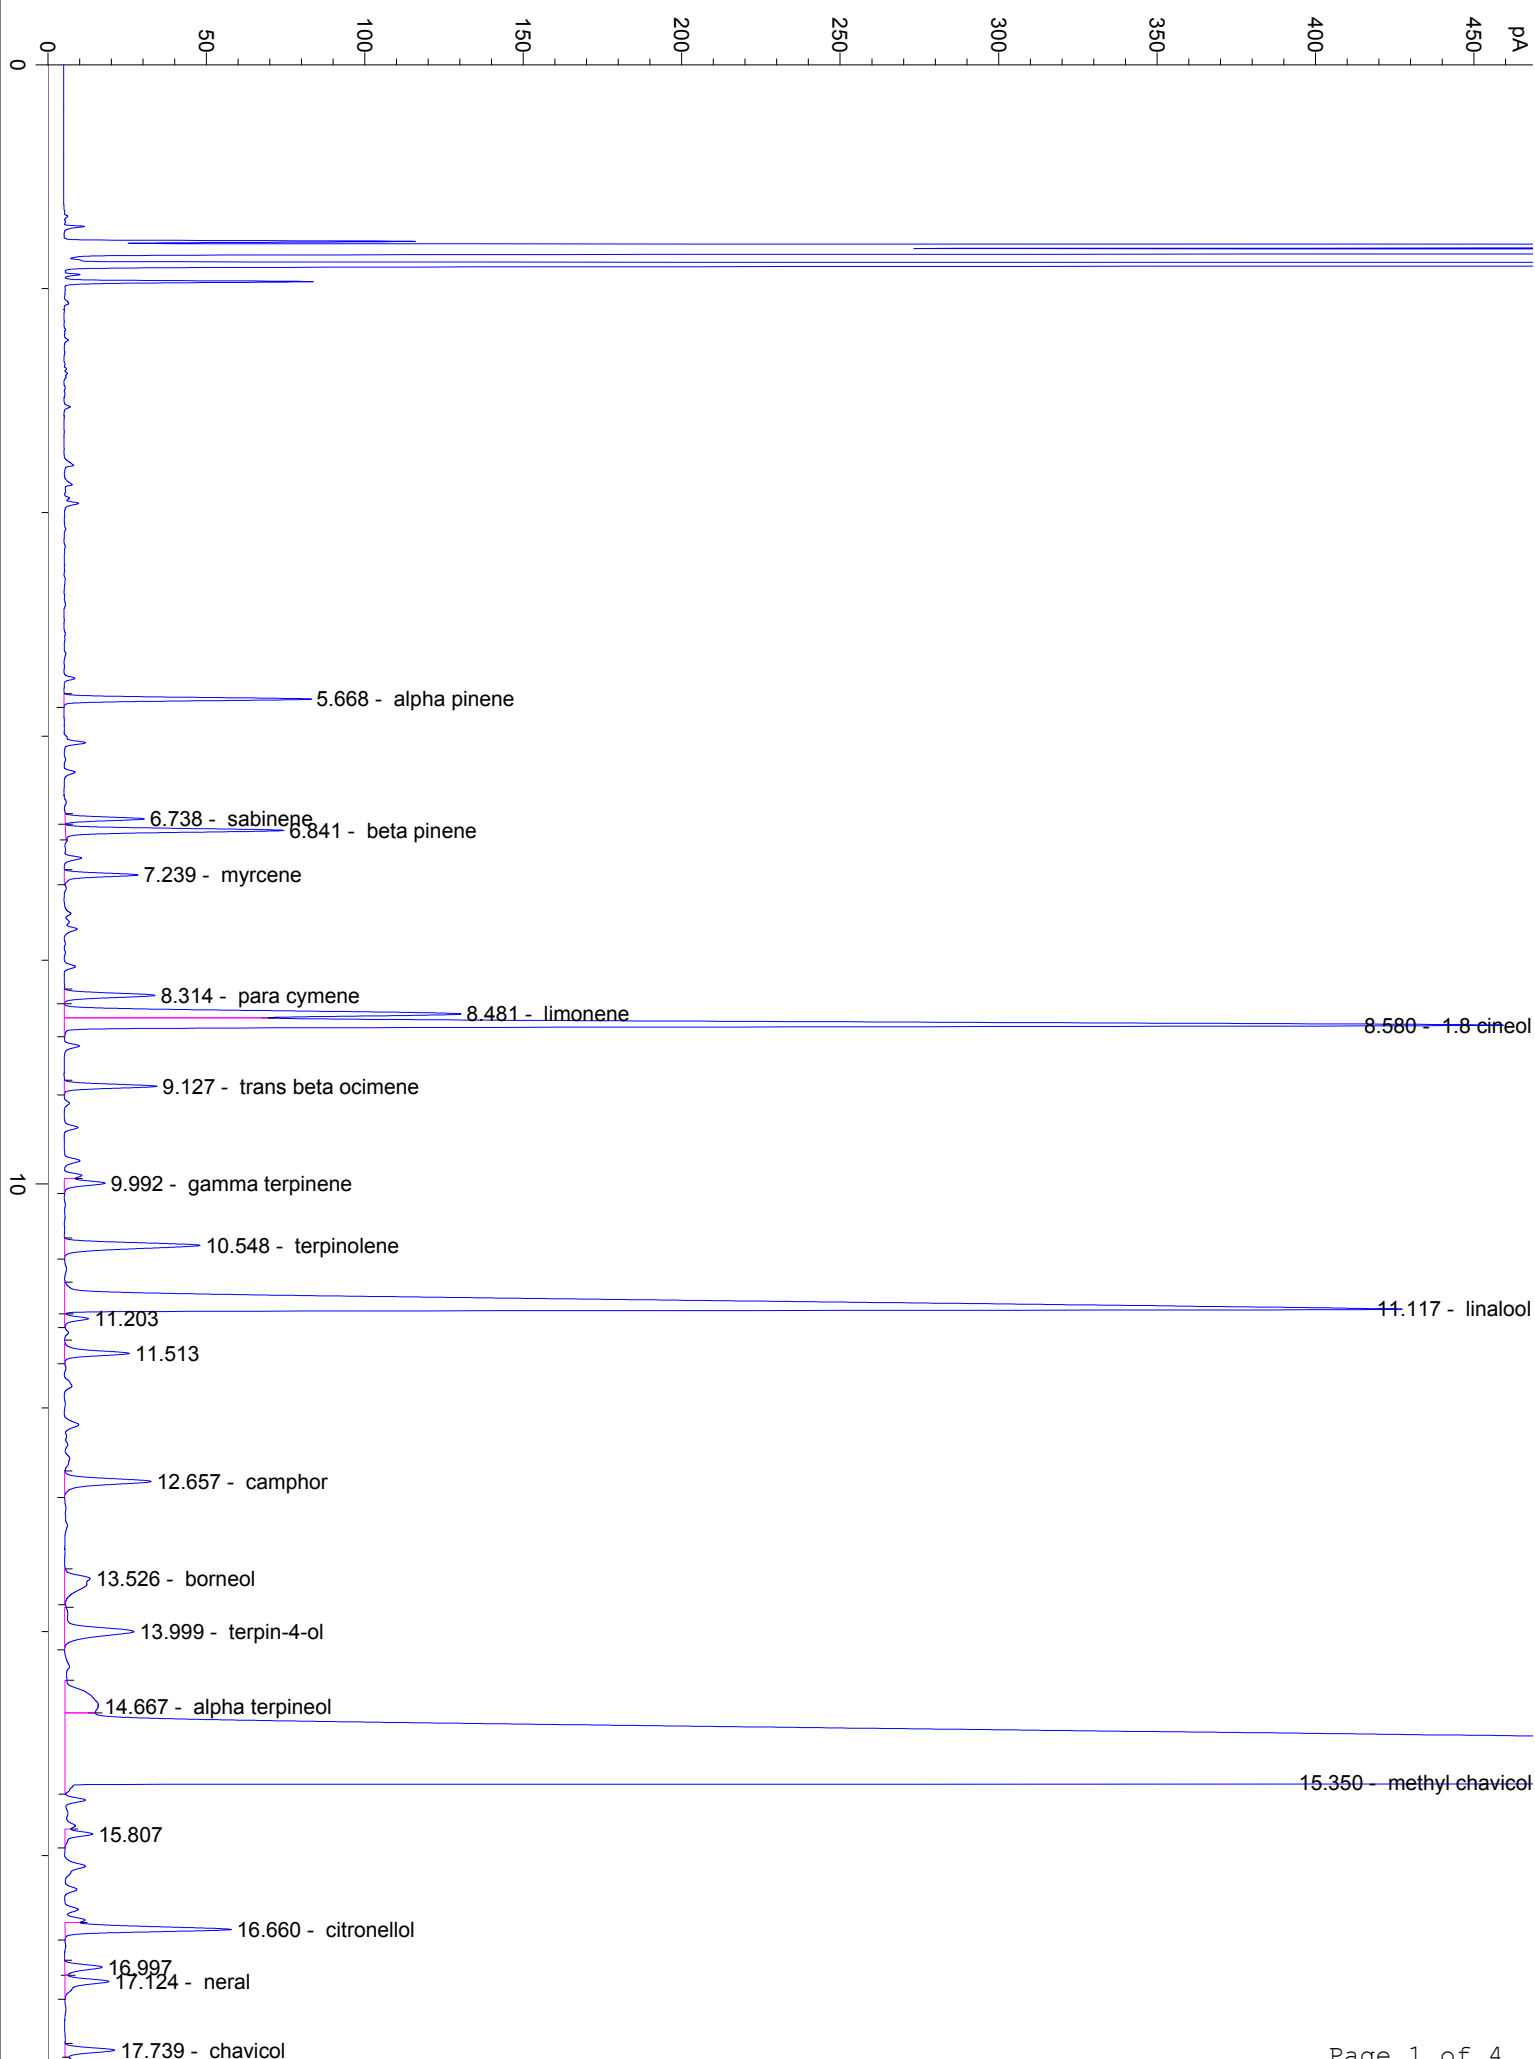 0
50
100
150
200
250
300
350
400
450
pA
0
5.668 - alpha pinene
6.738 - sabinene
6.841 - beta pinene
7.239 - myrcene
8.314 - para cymene
8.481 - limonene
8.580 - 1.8 cineol
9.127 - trans beta ocimene
10
9.992 - gamma terpinene
10.548 - terpinolene
11.117 - linalool
11.203
11.513
12.657 - camphor
13.526 - borneol
13.999 - terpin-4-ol
14.667 - alpha terpineol
15.350 - methyl chavicol
15.807
16.660 - citronellol
16.997
17.124 - neral
17.739 - chavicol
Page 1 of 4